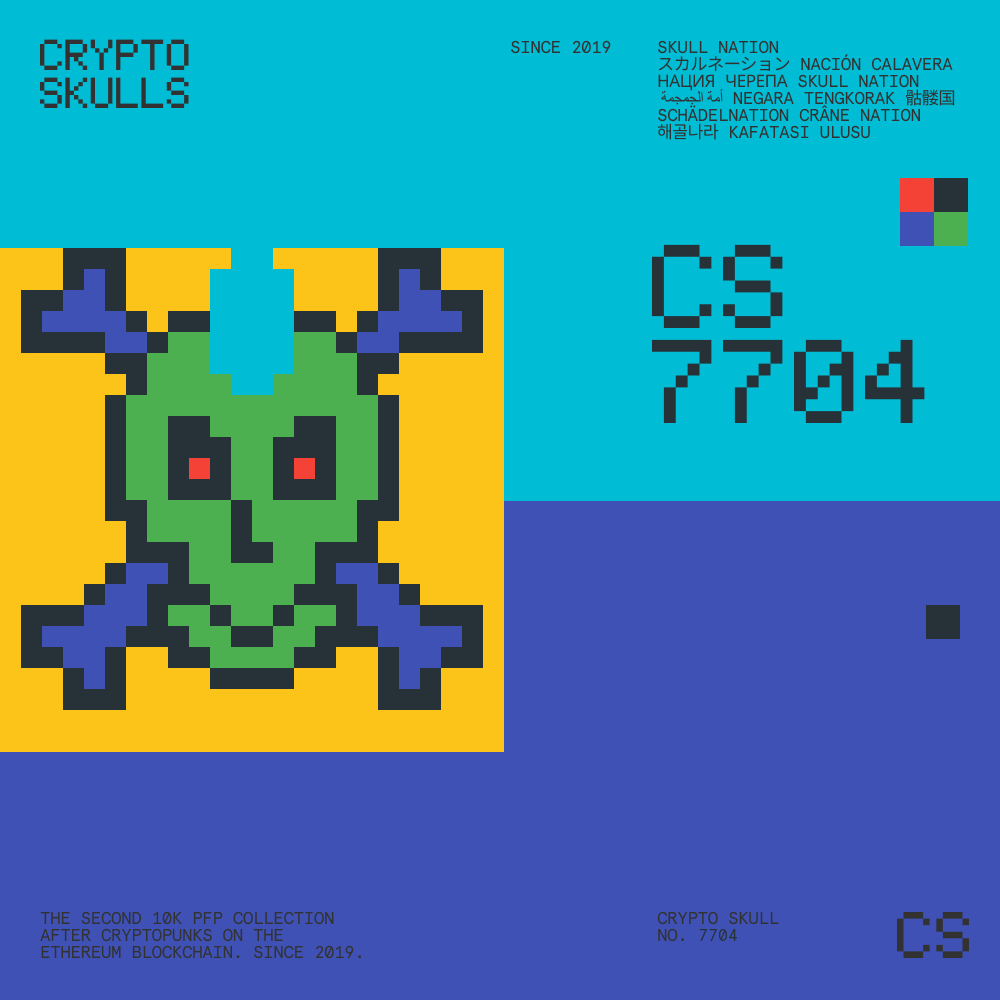 CRYPTO
SKULLS
SINCE 2019
SKULL NATION
スカルネーション NACIÓN CALAVERA
НАЦИЯ ЧЕРЕПА SKULL NATION
أمة الجمجمة NEGARA TENGKORAK 骷髅国
SCHÄDELNATION CRÂNE NATION
해골나라 KAFATASI ULUSU
CS
7704
THE SECOND 10K PFP COLLECTION
AFTER CRYPTOPUNKS ON THE
ETHEREUM BLOCKCHAIN. SINCE 2019.
CRYPTO SKULL
NO. 7704
CS